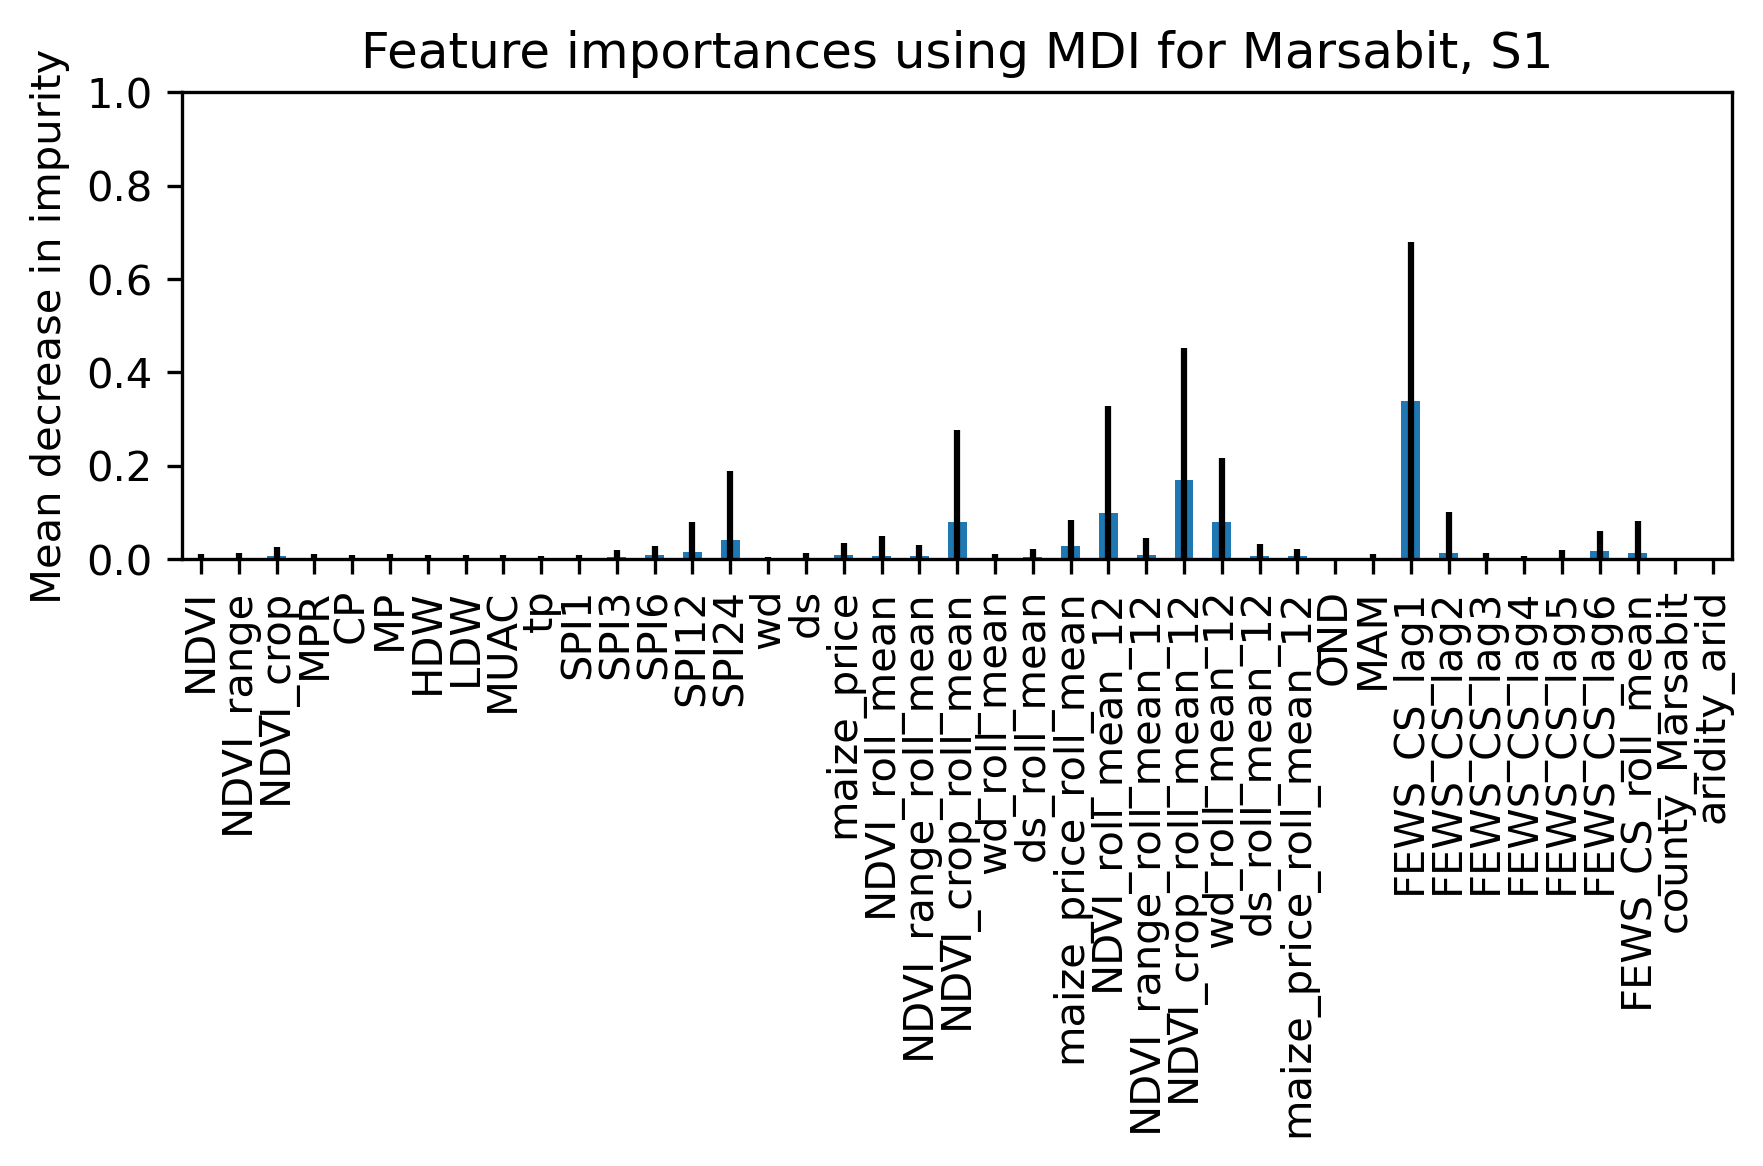 Feature importances using MDI for Marsabit, S1
Mean decrease in impurity
1.0
0.8
0.6
0.4
0.2
0.0
NDVI
NDVI_range
NDVI_crop
MPR
CP
MP
HDW
LDW
MUAC
tp
SPI1
SPI3
SPI6
SPI12
SPI24
wd
ds
maize_price
NDVI_roll_mean
NDVI_range_roll_mean
NDVI_crop_roll_mean
wd_roll_mean
ds_roll_mean
maize_price_roll_mean
NDVI_roll_mean_12
NDVI_range_roll_mean_12
NDVI_crop_roll_mean_12
wd_roll_mean_12
ds_roll_mean_12
maize_price_roll_mean_12
OND
MAM
FEWS_CS_lag1
FEWS_CS_lag2
FEWS_CS_lag3
FEWS_CS_lag4
FEWS_CS_lag5
FEWS_CS_lag6
FEWS_CS_roll_mean
county_Marsabit
aridity_arid